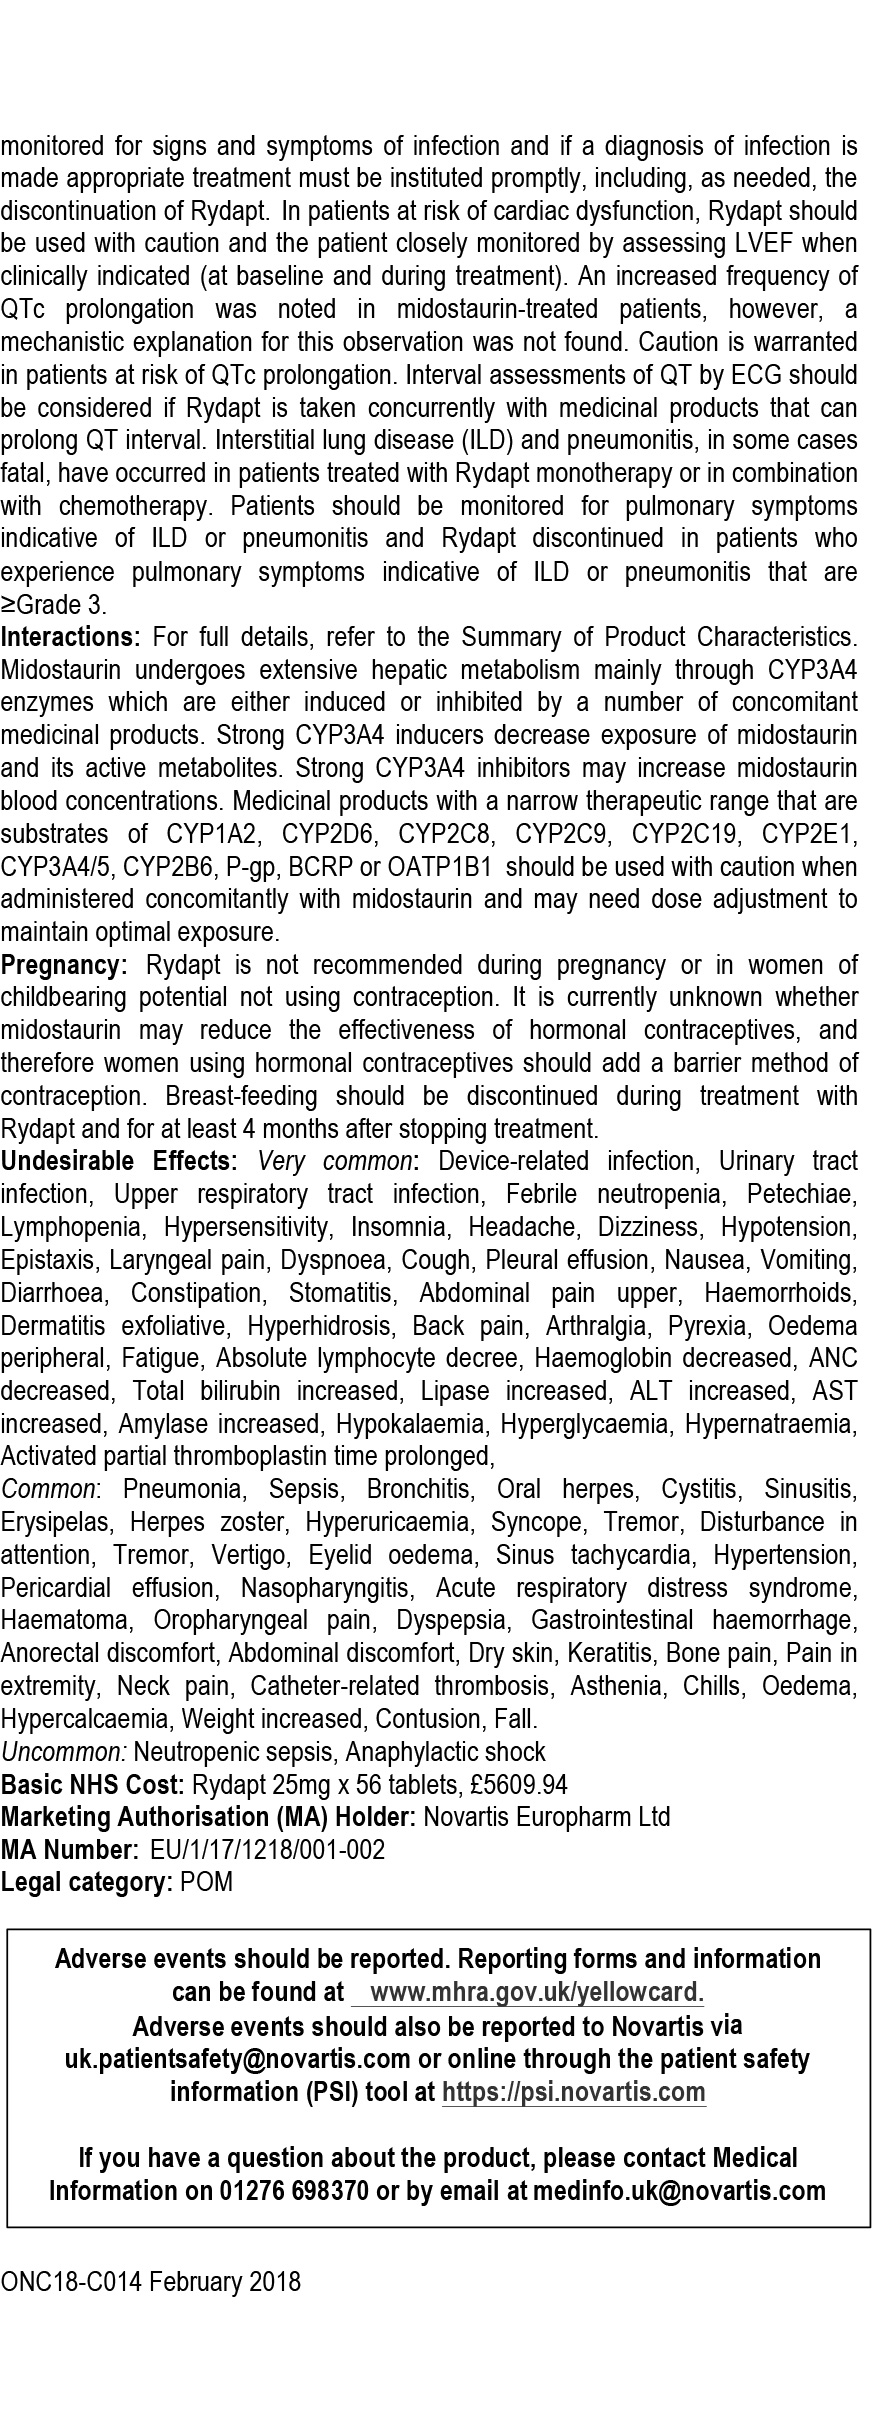 monitored for signs and symptoms of infection and if a diagnosis of infection is
made appropriate treatment must be instituted promptly, including, as needed, the
discontinuation of Rydapt. In patients at risk of cardiac dysfunction, Rydapt should
be used with caution and the patient closely monitored by assessing LVEF when
clinically indicated (at baseline and during treatment). An increased frequency of
QTc prolongation was noted in midostaurin-treated patients, however, a
mechanistic explanation for this observation was not found. Caution is warranted
in patients at risk of QTc prolongation. Interval assessments of QT by ECG should
be considered if Rydapt is taken concurrently with medicinal products that can
prolong QT interval. Interstitial lung disease (ILD) and pneumonitis, in some cases
fatal, have occurred in patients treated with Rydapt monotherapy or in combination
with chemotherapy. Patients should be monitored for pulmonary symptoms
indicative of ILD or pneumonitis and Rydapt discontinued in patients who
experience pulmonary symptoms indicative of ILD or pneumonitis that are
≥Grade 3.
Interactions: For full details, refer to the Summary of Product Characteristics.
Midostaurin undergoes extensive hepatic metabolism mainly through CYP3A4
enzymes which are either induced or inhibited by a number of concomitant
medicinal products. Strong CYP3A4 inducers decrease exposure of midostaurin
and its active metabolites. Strong CYP3A4 inhibitors may increase midostaurin
blood concentrations. Medicinal products with a narrow therapeutic range that are
substrates of CYP1A2, CYP2D6, CYP2C8, CYP2C9, CYP2C19, CYP2E1,
CYP3A4/5, CYP2B6, P-gp, BCRP or OATP1B1 should be used with caution when
administered concomitantly with midostaurin and may need dose adjustment to
maintain optimal exposure.
Pregnancy: Rydapt is not recommended during pregnancy or in women of
childbearing potential not using contraception. It is currently unknown whether
midostaurin may reduce the effectiveness of hormonal contraceptives, and
therefore women using hormonal contraceptives should add a barrier method of
contraception. Breast-feeding should be discontinued during treatment with
Rydapt and for at least 4 months after stopping treatment.
Undesirable Effects: Very common: Device-related infection, Urinary tract
infection, Upper respiratory tract infection, Febrile neutropenia, Petechiae,
Lymphopenia, Hypersensitivity, Insomnia, Headache, Dizziness, Hypotension,
Epistaxis, Laryngeal pain, Dyspnoea, Cough, Pleural effusion, Nausea, Vomiting,
Diarrhoea, Constipation, Stomatitis, Abdominal pain upper, Haemorrhoids,
Dermatitis exfoliative, Hyperhidrosis, Back pain, Arthralgia, Pyrexia, Oedema
peripheral, Fatigue, Absolute lymphocyte decree, Haemoglobin decreased, ANC
decreased, Total bilirubin increased, Lipase increased, ALT increased, AST
increased, Amylase increased, Hypokalaemia, Hyperglycaemia, Hypernatraemia,
Activated partial thromboplastin time prolonged,
Common: Pneumonia, Sepsis, Bronchitis, Oral herpes, Cystitis, Sinusitis,
Erysipelas, Herpes zoster, Hyperuricaemia, Syncope, Tremor, Disturbance in
attention, Tremor, Vertigo, Eyelid oedema, Sinus tachycardia, Hypertension,
Pericardial effusion, Nasopharyngitis, Acute respiratory distress syndrome,
Haematoma, Oropharyngeal pain, Dyspepsia, Gastrointestinal haemorrhage,
Anorectal discomfort, Abdominal discomfort, Dry skin, Keratitis, Bone pain, Pain in
extremity, Neck pain, Catheter-related thrombosis, Asthenia, Chills, Oedema,
Hypercalcaemia, Weight increased, Contusion, Fall.
Uncommon: Neutropenic sepsis, Anaphylactic shock
Basic NHS Cost: Rydapt 25mg x 56 tablets, £5609.94
Marketing Authorisation (MA) Holder: Novartis Europharm Ltd
MA Number: EU/1/17/1218/001-002
Legal category: POM
Adverse events should be reported. Reporting forms and information
can be found at www.mhra.gov.uk/yellowcard.
Adverse events should also be reported to Novartis via
uk.patientsafety@novartis.com or online through the patient safety
information (PSI) tool at https://psi.novartis.com
If you have a question about the product, please contact Medical
Information on 01276 698370 or by email at medinfo.uk@novartis.com
ONC18-C014 February 2018